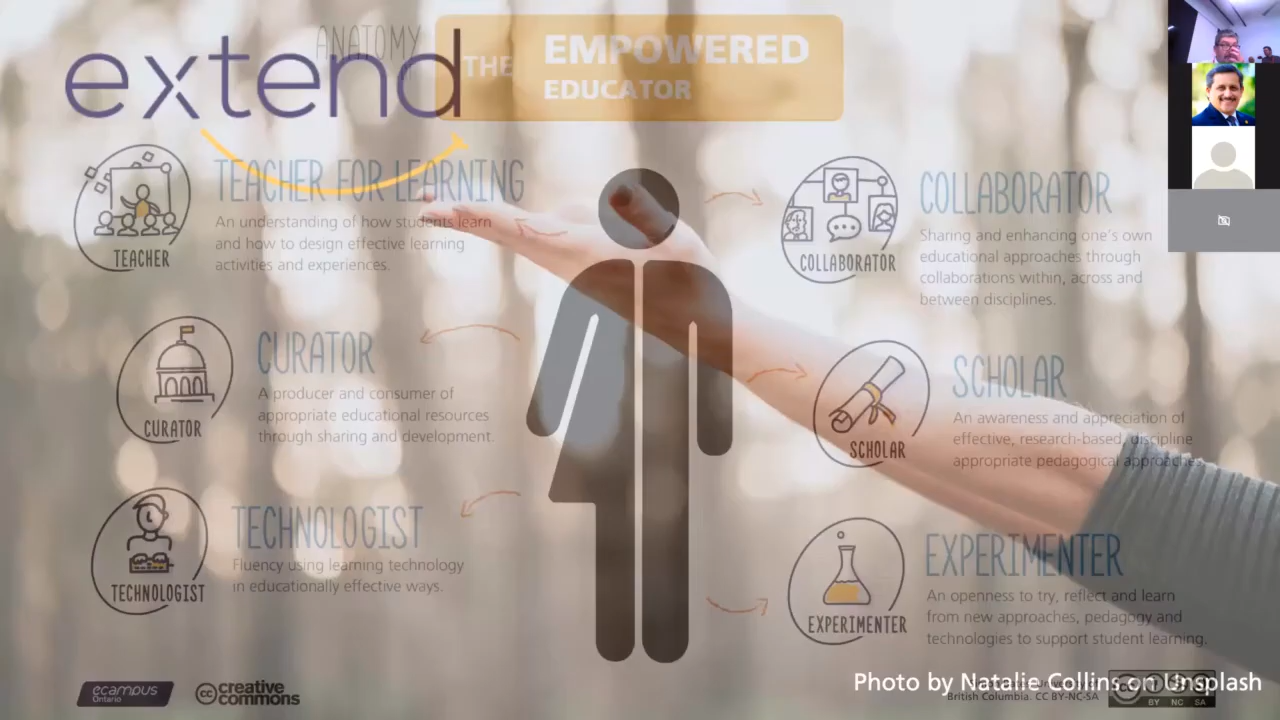 extend
ANATOMY
THE
EMPOWERED
EDUCATOR
TEACHER FOR LEARNING
An understanding of how students learn
and how to design effective learning
activities and experiences.
TEACHER
CURATOR
A producer and consumer of
appropriate educational resources
through sharing and development.
CURATOR
TECHNOLOGIST
Fluency using learning technology
in educationally effective ways.
TECHNOLOGIST
COLLABORATOR
Sharing and enhancing one's own
educational approaches through
collaborations within, across and
between disciplines.
COLLABORATOR
SCHOLAR
An awareness and appreciation of
effective, research-based, discipline
appropriate pedagogical approaches.
SCHOLAR
EXPERIMENTER
An openness to try, reflect and learn
from new approaches, pedagogy and
technologies to support student learning.
EXPERIMENTER
ecampus
Ontario
cc creative
commons
Photo by Natalie Collins on Unsplash
British Columbia. CC BY-NC-SA
BY NC SA